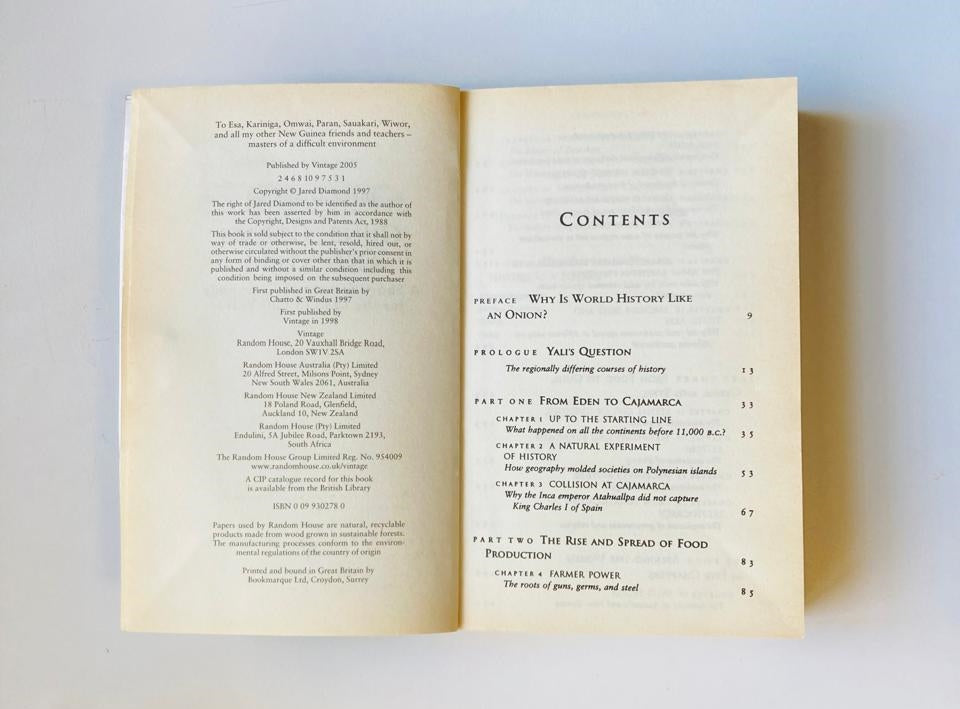 To Esa, Kariniga, Omwai, Paran, Sauakari, Wiwor,
and all my other New Guinea friends and teachers –
masters of a difficult environment
Published by Vintage 2005
2 4 6 8 10 9 7 5 3 1
Copyright © Jared Diamond 1997
The right of Jared Diamond to be identified as the author of
this work has been asserted by him in accordance with
the Copyright, Designs and Patents Act, 1988
This book is sold subject to the condition that it shall not by
way of trade or otherwise, be lent, resold, hired out, or
otherwise circulated without the publisher's prior consent in
any form of binding or cover other than that in which it is
published and without a similar condition including this
condition being imposed on the subsequent purchaser
First published in Great Britain by
Chatto & Windus 1997
First published by
Vintage in 1998
Vintage
Random House, 20 Vauxhall Bridge Road,
London SW1V 2SA
Random House Australia (Pty) Limited
20 Alfred Street, Milsons Point, Sydney
New South Wales 2061, Australia
Random House New Zealand Limited
18 Poland Road, Glenfield,
Auckland 10, New Zealand
Random House (Pty) Limited
Endulini, 5A Jubilee Road, Parktown 2193,
South Africa
The Random House Group Limited Reg. No. 954009
www.randomhouse.co.uk/vintage
A CIP catalogue record for this book
is available from the British Library
ISBN 0 09 930278 0
Papers used by Random House are natural, recyclable
products made from wood grown in sustainable forests.
The manufacturing processes conform to the environ-
mental regulations of the country of origin
Printed and bound in Great Britain by
Bookmarque Ltd, Croydon, Surrey
CONTENTS
PREFACE WHY IS WORLD HISTORY LIKE
AN ONION? 9
PROLOGUE YALI'S QUESTION
The regionally differing courses of history 13
PART ONE FROM EDEN TO CAJAMARCA 33
CHAPTER 1 UP TO THE STARTING LINE
What happened on all the continents before 11,000 B.C.? 35
CHAPTER 2 A NATURAL EXPERIMENT
OF HISTORY
How geography molded societies on Polynesian islands 53
CHAPTER 3 COLLISION AT CAJAMARCA
Why the Inca emperor Atahuallpa did not capture
King Charles I of Spain 67
PART TWO THE RISE AND SPREAD OF FOOD
PRODUCTION 83
CHAPTER 4 FARMER POWER
The roots of guns, germs, and steel 85